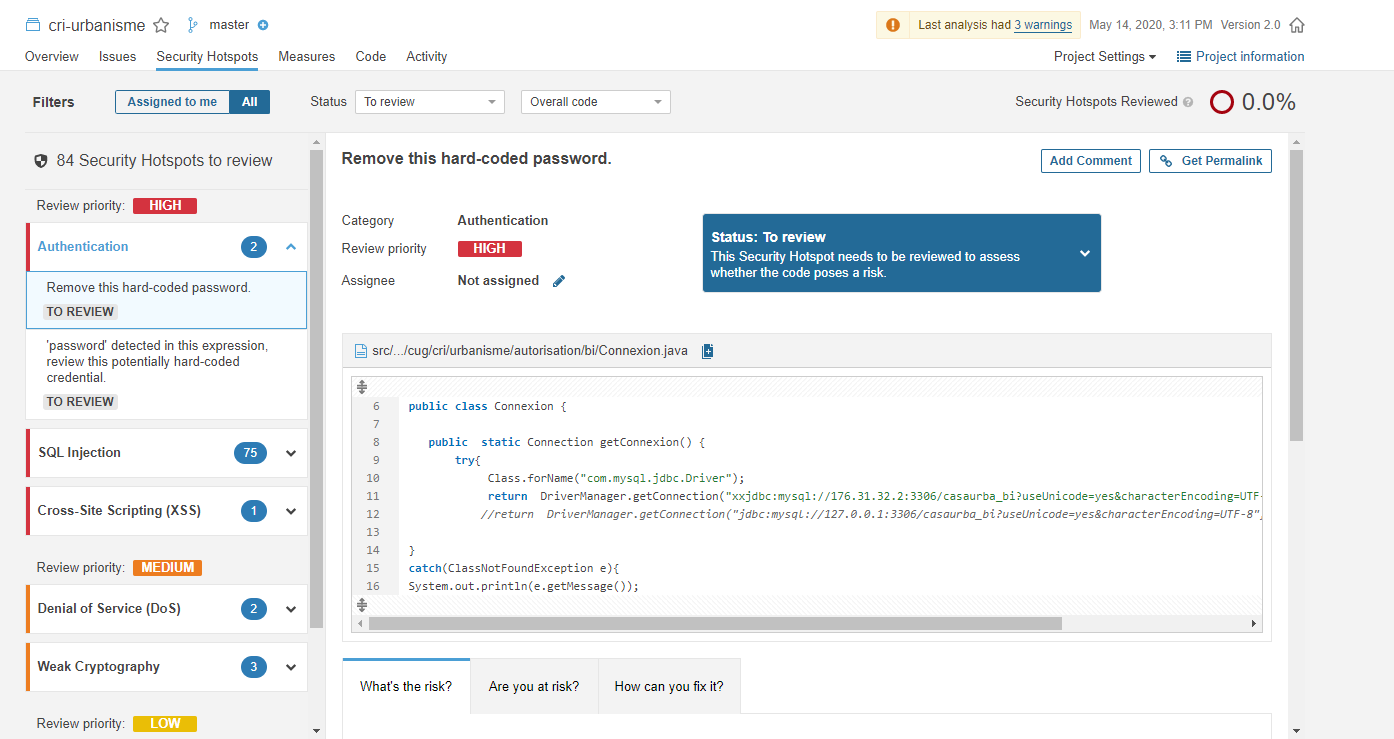 cri-urbanisme master Last analysis had 3 warnings May 14, 2020, 3:11 PM Version 2.0
Overview Issues Security Hotspots Measures Code Activity Project Settings Project information
Filters Assigned to me All Status To review Overall code Security Hotspots Reviewed ? 0.0%
84 Security Hotspots to review
Review priority: HIGH
Authentication 2
Remove this hard-coded password.
TO REVIEW
'password' detected in this expression,
review this potentially hard-coded
credential.
TO REVIEW
SQL Injection 75
Cross-Site Scripting (XSS) 1
Review priority: MEDIUM
Denial of Service (DoS) 2
Weak Cryptography 3
Review priority: LOW
Remove this hard-coded password.
Add Comment Get Permalink
Category Authentication
Review priority HIGH
Assignee Not assigned
Status: To review
This Security Hotspot needs to be reviewed to assess
whether the code poses a risk.
src/.../cug/cri/urbanisme/autorisation/bi/Connexion.java
6 public class Connexion {
7
8 public static Connection getConnexion() {
9 try{
10 Class.forName("com.mysql.jdbc.Driver");
11 return DriverManager.getConnection("xxjdbc:mysql://176.31.32.2:3306/casaurba_bi?useUnicode=yes&characterEncoding=UTF-
12 //return DriverManager.getConnection("jdbc:mysql://127.0.0.1:3306/casaurba_bi?useUnicode=yes&characterEncoding=UTF-8"
13
14 }
15 catch(ClassNotFoundException e){
16 System.out.println(e.getMessage());
What's the risk? Are you at risk? How can you fix it?